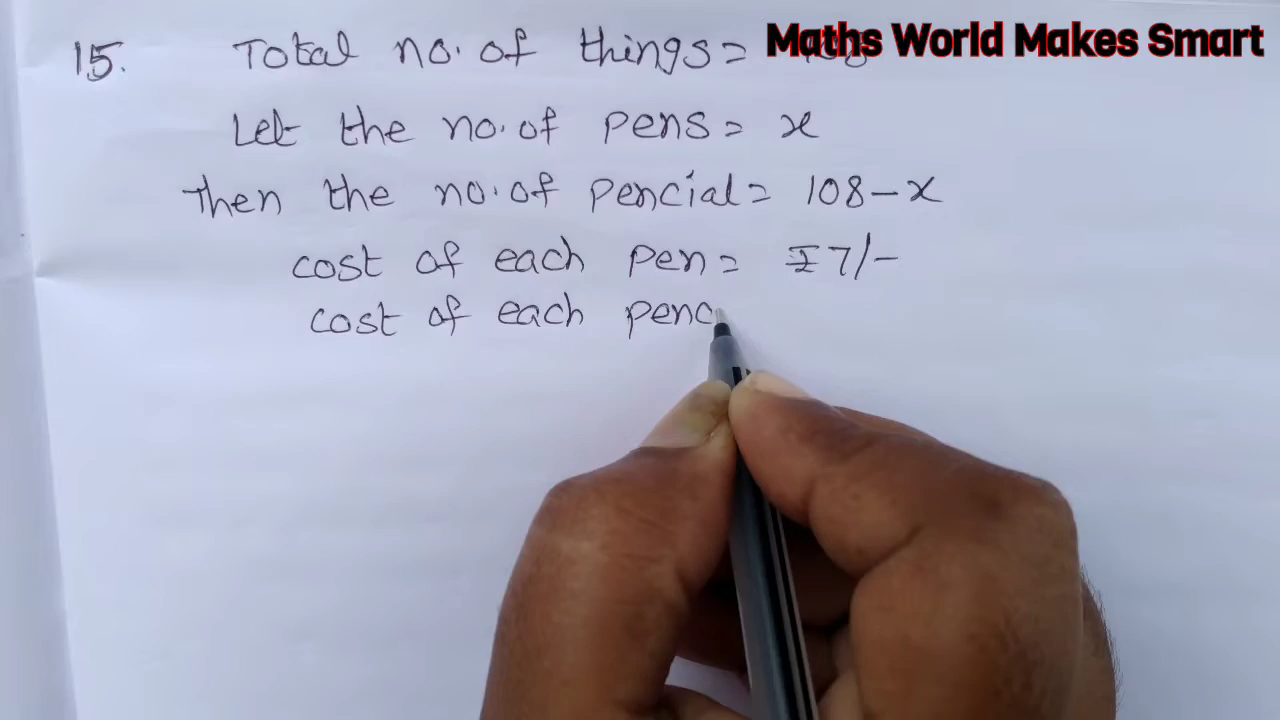 Maths World Makes Smart
15. Total no. of things = 108
Let the no. of pens = x
Then the no. of pencial = 108 - x
cost of each pen = ₹7/-
cost of each penc